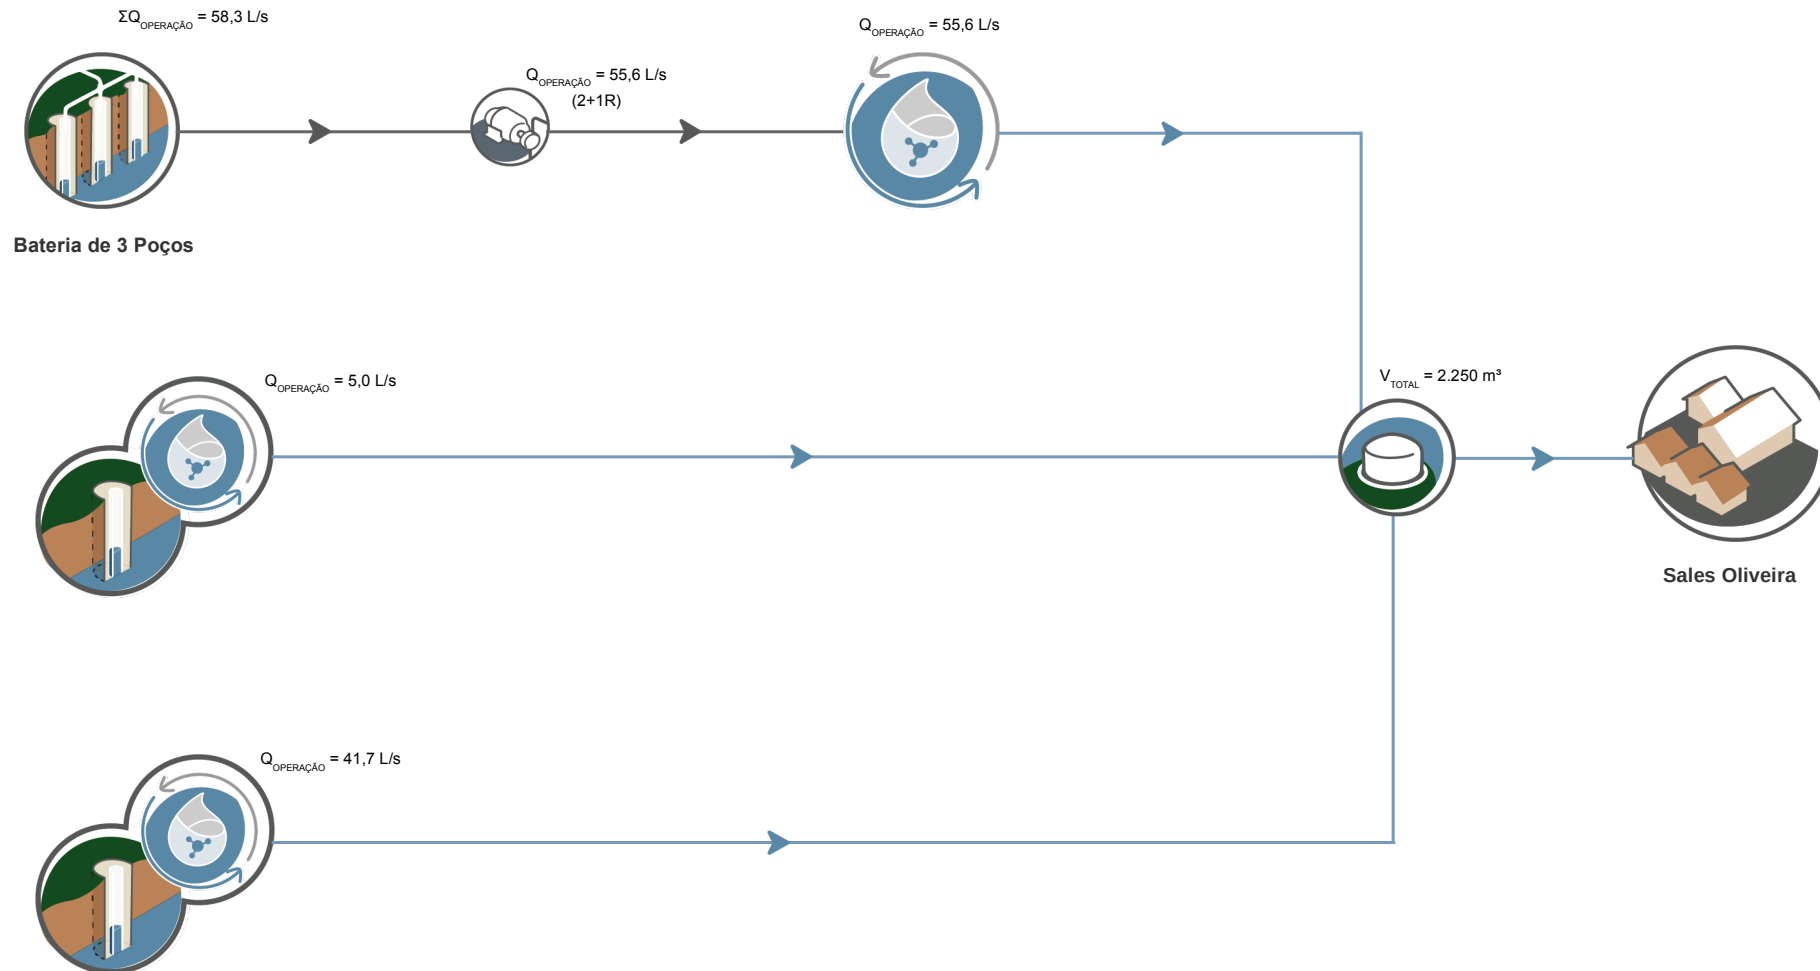 ΣQOPERAÇÃO = 58,3 L/s
QOPERAÇÃO = 55,6 L/s
QOPERAÇÃO = 55,6 L/s
(2+1R)
Bateria de 3 Poços
QOPERAÇÃO = 5,0 L/s
VTOTAL = 2.250 m³
Sales Oliveira
QOPERAÇÃO = 41,7 L/s